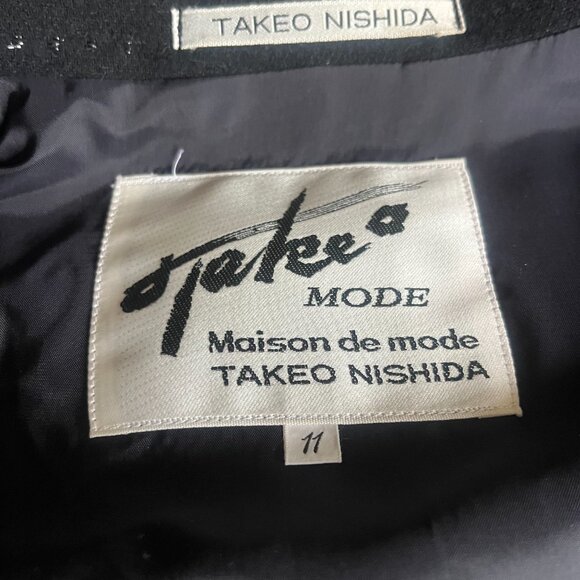 TAKEO NISHIDA
Takeo
MODE
Maison de mode
TAKEO NISHIDA
11